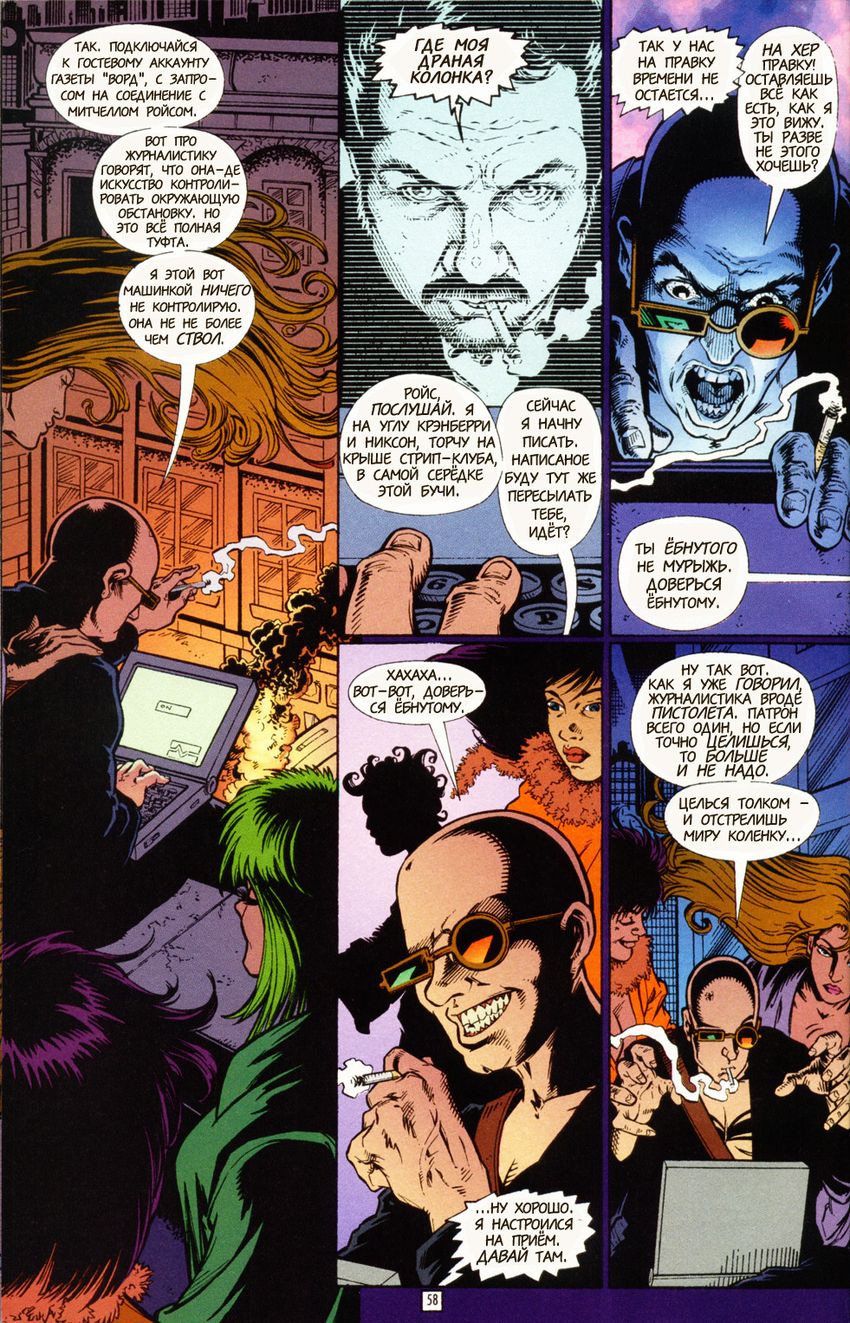 ТАК. ПОДКЛЮЧАЙСЯ
К ГОСТЕВОМУ АККАУНТУ
ГАЗЕТЫ "ВОРД", С ЗАПРО-
СОМ НА СОЕДИНЕНИЕ С
МИТЧЕЛЛОМ РОЙСОМ.
ВОТ ПРО
ЖУРНАЛИСТИКУ
ГОВОРЯТ, ЧТО ОНА-ДЕ
ИСКУССТВО КОНТРОЛИ-
РОВАТЬ ОКРУЖАЮЩУЮ
ОБСТАНОВКУ. НО
ЭТО ВСЁ ПОЛНАЯ
ТУФТА.
Я ЭТОЙ ВОТ
МАШИНКОЙ НИЧЕГО
НЕ КОНТРОЛИРУЮ.
ОНА НЕ НЕ БОЛЕЕ
ЧЕМ СТВОЛ.
ON
ГДЕ МОЯ
ДРАНАЯ
КОЛОНКА?
РОЙС,
ПОСЛУШАЙ. Я
НА УГЛУ КРЭНБЕРРИ
И НИКСОН, ТОРЧУ НА
КРЫШЕ СТРИП-КЛУБА,
В САМОЙ СЕРЁДКЕ
ЭТОЙ БУЧИ.
СЕЙЧАС
Я НАЧНУ
ПИСАТЬ.
НАПИСАНОЕ
БУДУ ТУТ ЖЕ
ПЕРЕСЫЛАТЬ
ТЕБЕ,
ИДЁТ?
ТАК У НАС
НА ПРАВКУ
ВРЕМЕНИ НЕ
ОСТАЕТСЯ...
НА ХЕР
ПРАВКУ!
ОСТАВЛЯЕШЬ
ВСЁ КАК
ЕСТЬ, КАК Я
ЭТО ВИЖУ.
ТЫ РАЗВЕ
НЕ ЭТОГО
ХОЧЕШЬ?
ТЫ ЁБНУТОГО
НЕ МУРЫЖЬ.
ДОВЕРЬСЯ
ЁБНУТОМУ.
ХАХАХА...
ВОТ-ВОТ, ДОВЕРЬ-
СЯ ЁБНУТОМУ.
...НУ ХОРОШО.
Я НАСТРОИЛСЯ
НА ПРИЁМ.
ДАВАЙ ТАМ.
НУ ТАК ВОТ.
КАК Я УЖЕ ГОВОРИЛ,
ЖУРНАЛИСТИКА ВРОДЕ
ПИСТОЛЕТА. ПАТРОН
ВСЕГО ОДИН, НО ЕСЛИ
ТОЧНО ЦЕЛИШЬСЯ,
ТО БОЛЬШЕ
И НЕ НАДО.
ЦЕЛЬСЯ ТОЛКОМ –
И ОТСТРЕЛИШЬ
МИРУ КОЛЕНКУ...
58